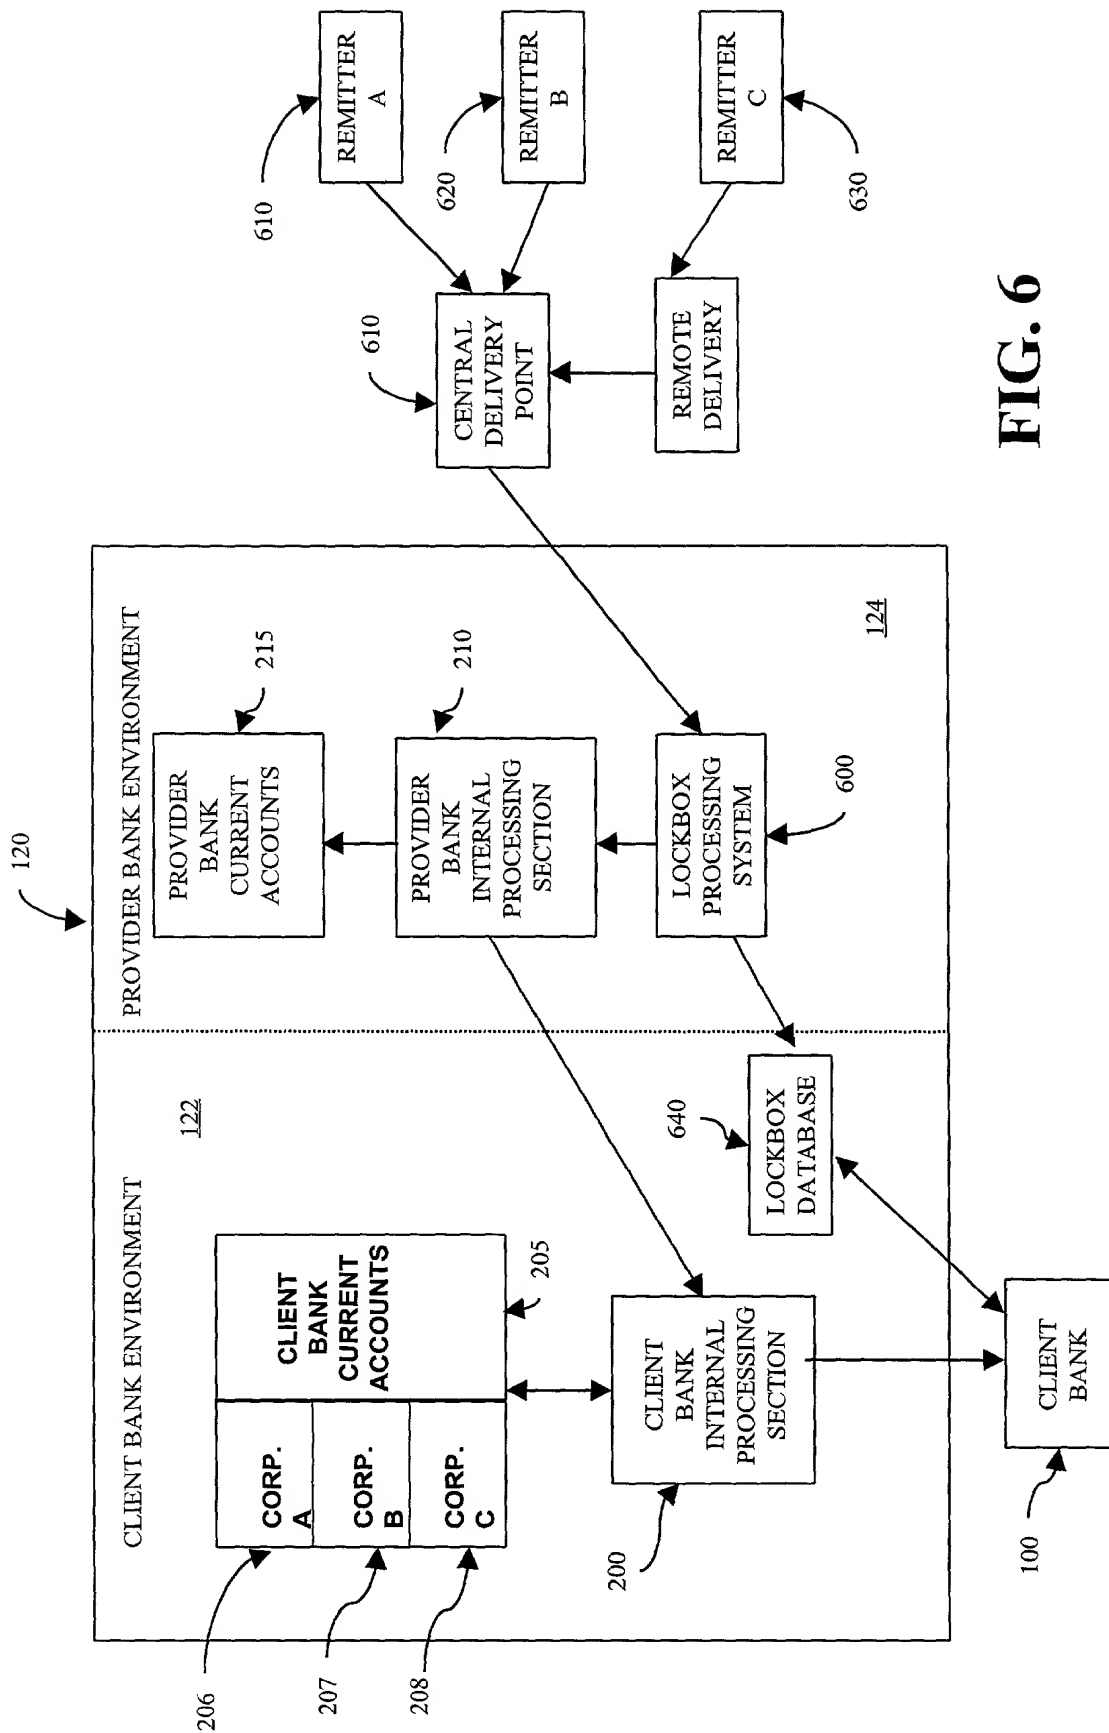 120
CLIENT BANK ENVIRONMENT
PROVIDER BANK ENVIRONMENT
122
124
206
207
208
CORP.
A
CORP.
B
CORP.
C
CLIENT
BANK
CURRENT
ACCOUNTS
205
PROVIDER
BANK
CURRENT
ACCOUNTS
215
PROVIDER
BANK
INTERNAL
PROCESSING
SECTION
210
200
CLIENT
BANK
INTERNAL
PROCESSING
SECTION
640
LOCKBOX
DATABASE
LOCKBOX
PROCESSING
SYSTEM
600
100
CLIENT
BANK
610
CENTRAL
DELIVERY
POINT
REMOTE
DELIVERY
610
REMITTER
A
620
REMITTER
B
REMITTER
C
630
FIG. 6